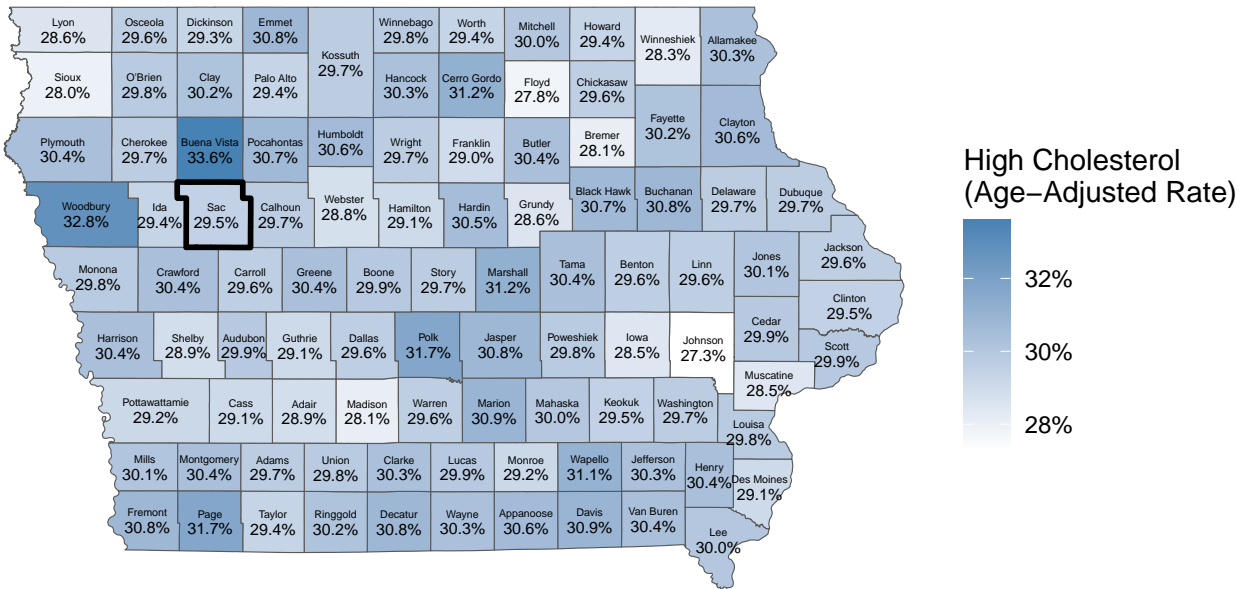 Lyon
28.6%
Osceola
29.6%
Dickinson
29.3%
Emmet
30.8%
Kossuth
29.7%
Winnebago
29.8%
Worth
29.4%
Mitchell
30.0%
Howard
29.4%
Winneshiek
28.3%
Allamakee
30.3%
Sioux
28.0%
O'Brien
29.8%
Clay
30.2%
Palo Alto
29.4%
Hancock
30.3%
Cerro Gordo
31.2%
Floyd
27.8%
Chickasaw
29.6%
Fayette
30.2%
Clayton
30.6%
Plymouth
30.4%
Cherokee
29.7%
Buena Vista
33.6%
Pocahontas
30.7%
Humboldt
30.6%
Wright
29.7%
Franklin
29.0%
Butler
30.4%
Bremer
28.1%
Woodbury
32.8%
Ida
29.4%
Sac
29.5%
Calhoun
29.7%
Webster
28.8%
Hamilton
29.1%
Hardin
30.5%
Grundy
28.6%
Black Hawk
30.7%
Buchanan
30.8%
Delaware
29.7%
Dubuque
29.7%
Monona
29.8%
Crawford
30.4%
Carroll
29.6%
Greene
30.4%
Boone
29.9%
Story
29.7%
Marshall
31.2%
Tama
30.4%
Benton
29.6%
Linn
29.6%
Jones
30.1%
Jackson
29.6%
Clinton
29.5%
Harrison
30.4%
Shelby
28.9%
Audubon
29.9%
Guthrie
29.1%
Dallas
29.6%
Polk
31.7%
Jasper
30.8%
Poweshiek
29.8%
Iowa
28.5%
Johnson
27.3%
Cedar
29.9%
Scott
29.9%
Muscatine
28.5%
Pottawattamie
29.2%
Cass
29.1%
Adair
28.9%
Madison
28.1%
Warren
29.6%
Marion
30.9%
Mahaska
30.0%
Keokuk
29.5%
Washington
29.7%
Louisa
29.8%
Mills
30.1%
Montgomery
30.4%
Adams
29.7%
Union
29.8%
Clarke
30.3%
Lucas
29.9%
Monroe
29.2%
Wapello
31.1%
Jefferson
30.3%
Henry
30.4%
Des Moines
29.1%
Fremont
30.8%
Page
31.7%
Taylor
29.4%
Ringgold
30.2%
Decatur
30.8%
Wayne
30.3%
Appanoose
30.6%
Davis
30.9%
Van Buren
30.4%
Lee
30.0%
High Cholesterol
(Age−Adjusted Rate)
32%
30%
28%